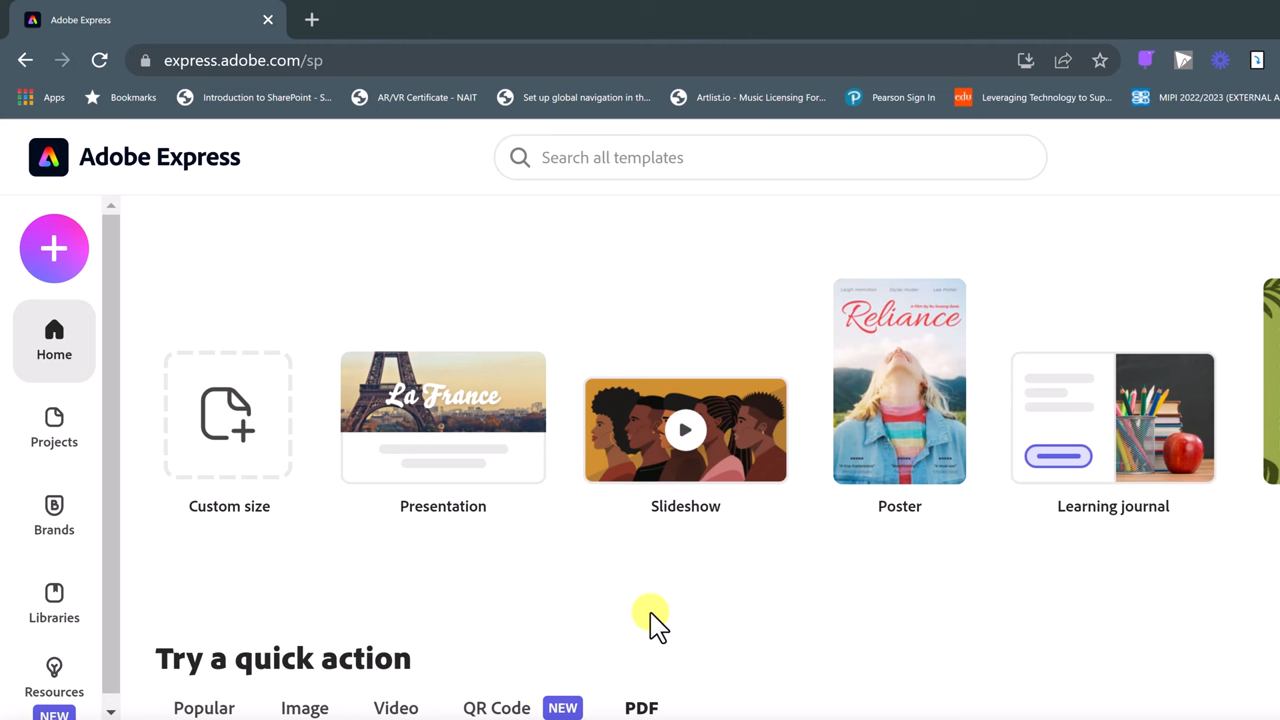 Adobe Express
express.adobe.com/sp
Apps Bookmarks Introduction to SharePoint - S... AR/VR Certificate - NAIT Set up global navigation in th... Artlist.io - Music Licensing For... Pearson Sign In edu Leveraging Technology to Sup... MIPI 2022/2023 (EXTERNAL A
Adobe Express
Search all templates
Home
Projects
Brands
Libraries
Resources
NEW
La France
Reliance
Custom size Presentation Slideshow Poster Learning journal
Try a quick action
Popular Image Video QR Code NEW PDF